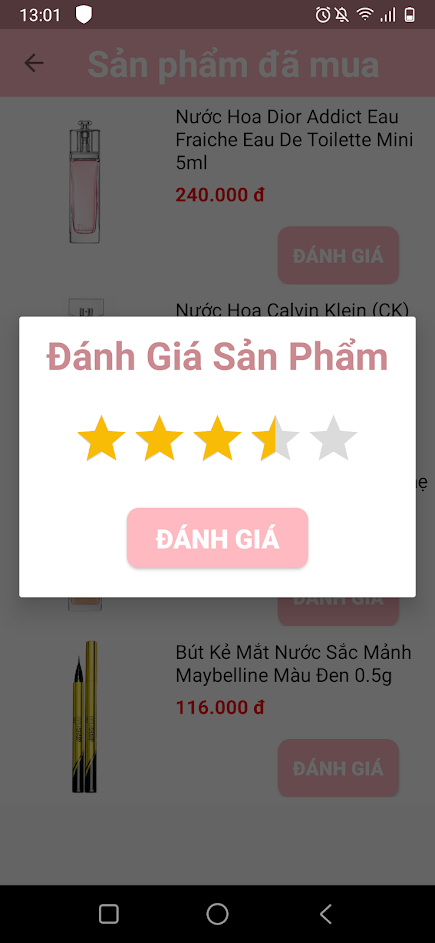 13:01
Sản phẩm đã mua
Nước Hoa Dior Addict Eau
Fraiche Eau De Toilette Mini
5ml
240.000 đ
ĐÁNH GIÁ
Nước Hoa Calvin Klein (CK)
Đánh Giá Sản Phẩm
ĐÁNH GIÁ
ĐÁNH GIÁ
Bút Kẻ Mắt Nước Sắc Mảnh
Maybelline Màu Đen 0.5g
116.000 đ
ĐÁNH GIÁ